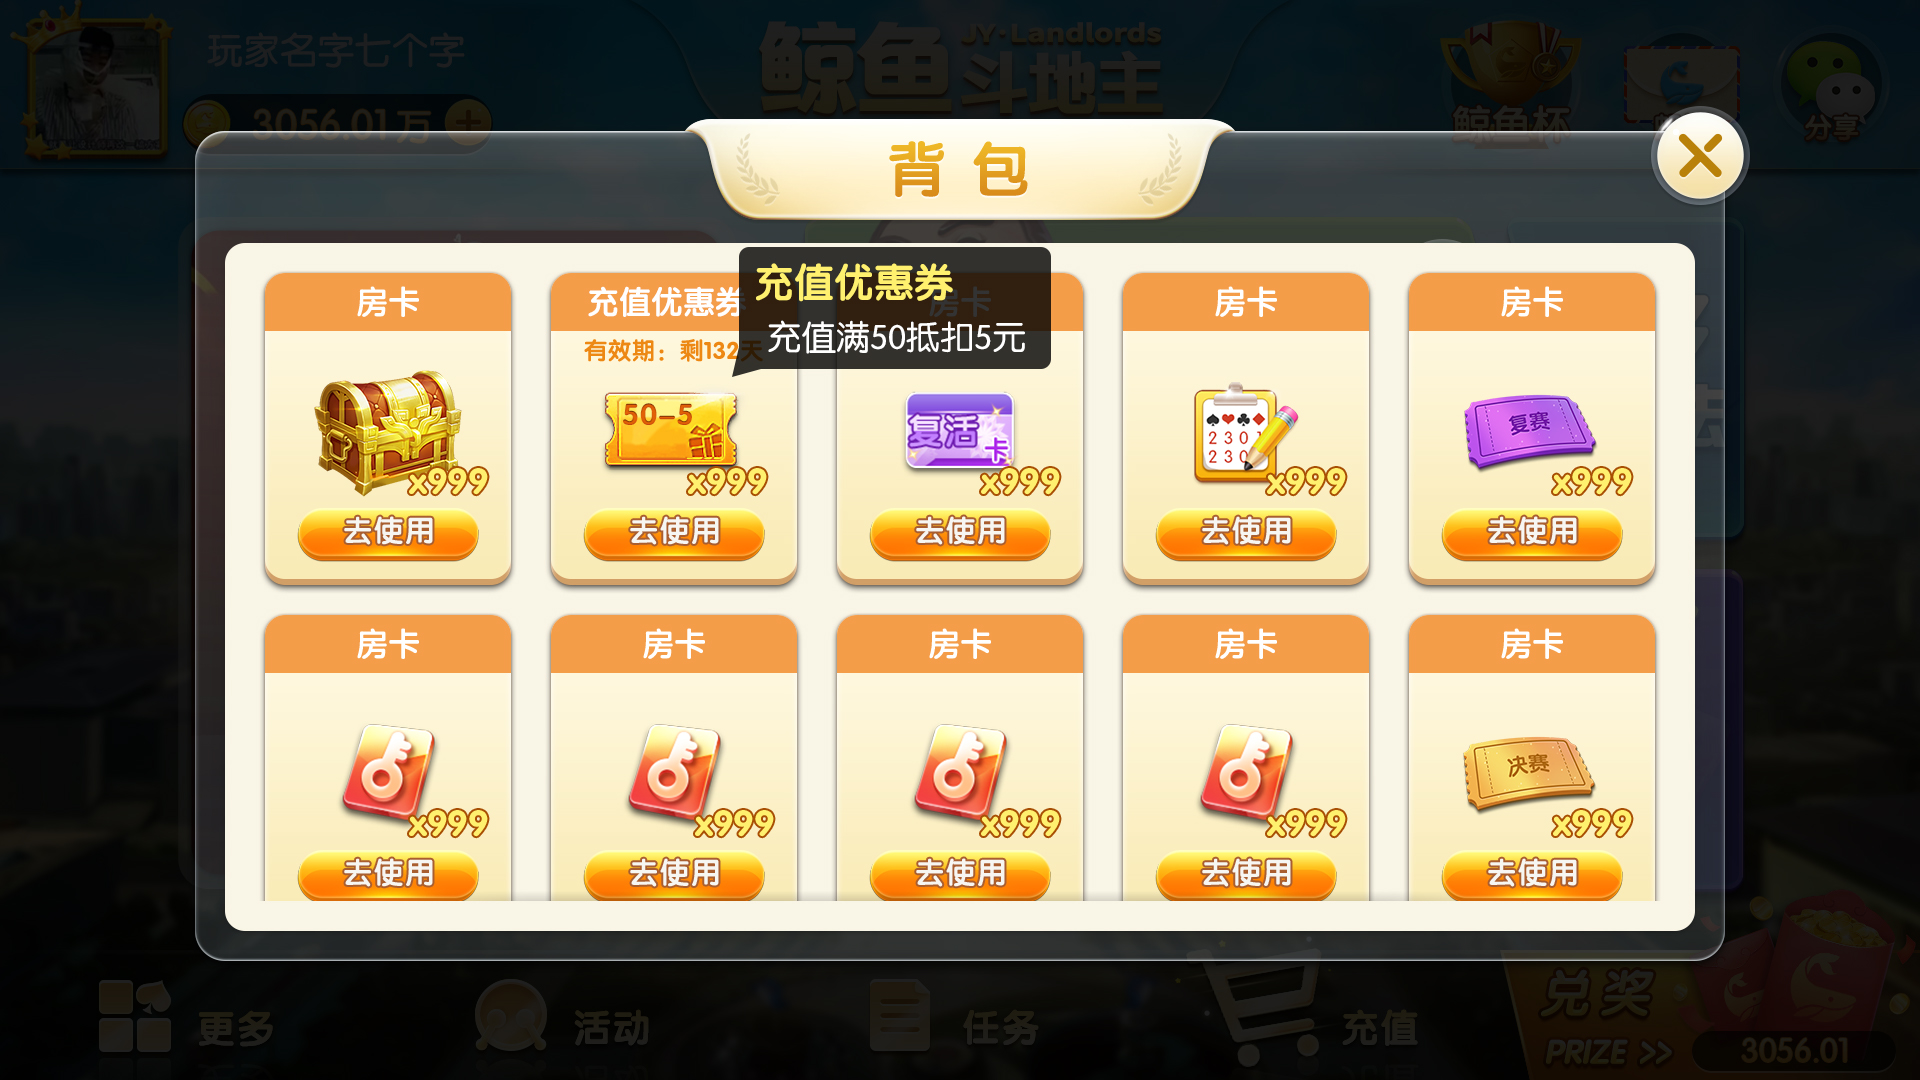 玩家名字七个字
3056.01万
鲸鱼斗地主
JY-Landlords
鲸鱼杯
分享
背包
房卡
充值优惠券
房卡
房卡
充值优惠券
充值满50抵扣5元
有效期：剩132天
50-5
复活卡
2 3 0 1
2 3 0
复赛
x999
x999
x999
x999
x999
去使用
去使用
去使用
去使用
去使用
房卡
房卡
房卡
房卡
房卡
决赛
x999
x999
x999
x999
x999
去使用
去使用
去使用
去使用
去使用
更多
活动
任务
充值
兑奖
PRIZE >>
3056.01